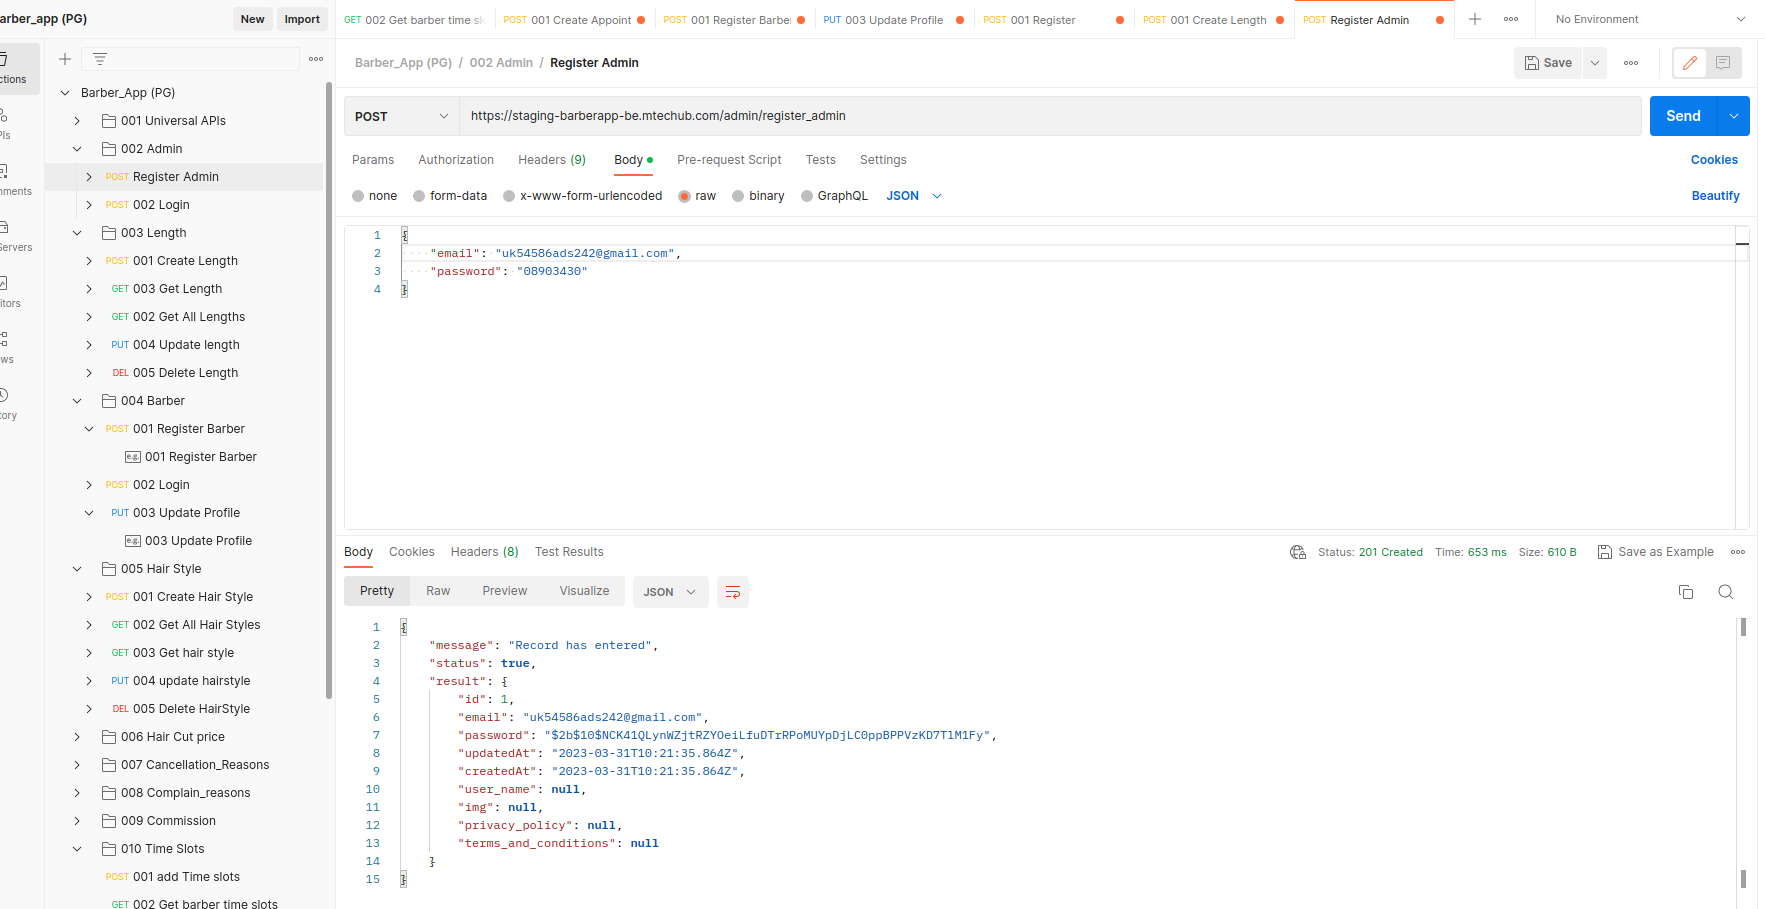 arber_app (PG)
New
Import
GET 002 Get barber time sl
POST 001 Create Appoint
POST 001 Register Barbe
PUT 003 Update Profile
POST 001 Register
POST 001 Create Length
POST Register Admin
No Environment
ctions
PIs
nments
Servers
itors
ws
tory
Barber_App (PG)
001 Universal APIs
002 Admin
POST Register Admin
POST 002 Login
003 Length
POST 001 Create Length
GET 003 Get Length
GET 002 Get All Lengths
PUT 004 Update length
DEL 005 Delete Length
004 Barber
POST 001 Register Barber
e.g. 001 Register Barber
POST 002 Login
PUT 003 Update Profile
e.g. 003 Update Profile
005 Hair Style
POST 001 Create Hair Style
GET 002 Get All Hair Styles
GET 003 Get hair style
PUT 004 update hairstyle
DEL 005 Delete HairStyle
006 Hair Cut price
007 Cancellation_Reasons
008 Complain_reasons
009 Commission
010 Time Slots
POST 001 add Time slots
GET 002 Get barber time slots
Barber_App (PG) / 002 Admin / Register Admin
Save
POST
https://staging-barberapp-be.mtechub.com/admin/register_admin
Send
Params Authorization Headers (9) Body Pre-request Script Tests Settings
Cookies
none form-data x-www-form-urlencoded raw binary GraphQL JSON
Beautify
1 {
2 "email": "uk54586ads242@gmail.com",
3 "password": "08903430"
4 }
Body Cookies Headers (8) Test Results
Status: 201 Created Time: 653 ms Size: 610 B
Save as Example
Pretty Raw Preview Visualize JSON
1 {
2 "message": "Record has entered",
3 "status": true,
4 "result": {
5 "id": 1,
6 "email": "uk54586ads242@gmail.com",
7 "password": "$2b$10$NCK41QLynWZjtRZYOeiLfuDTrRPoMUYpDjLC0ppBPPVzKD7TlM1Fy",
8 "updatedAt": "2023-03-31T10:21:35.864Z",
9 "createdAt": "2023-03-31T10:21:35.864Z",
10 "user_name": null,
11 "img": null,
12 "privacy_policy": null,
13 "terms_and_conditions": null
14 }
15 }